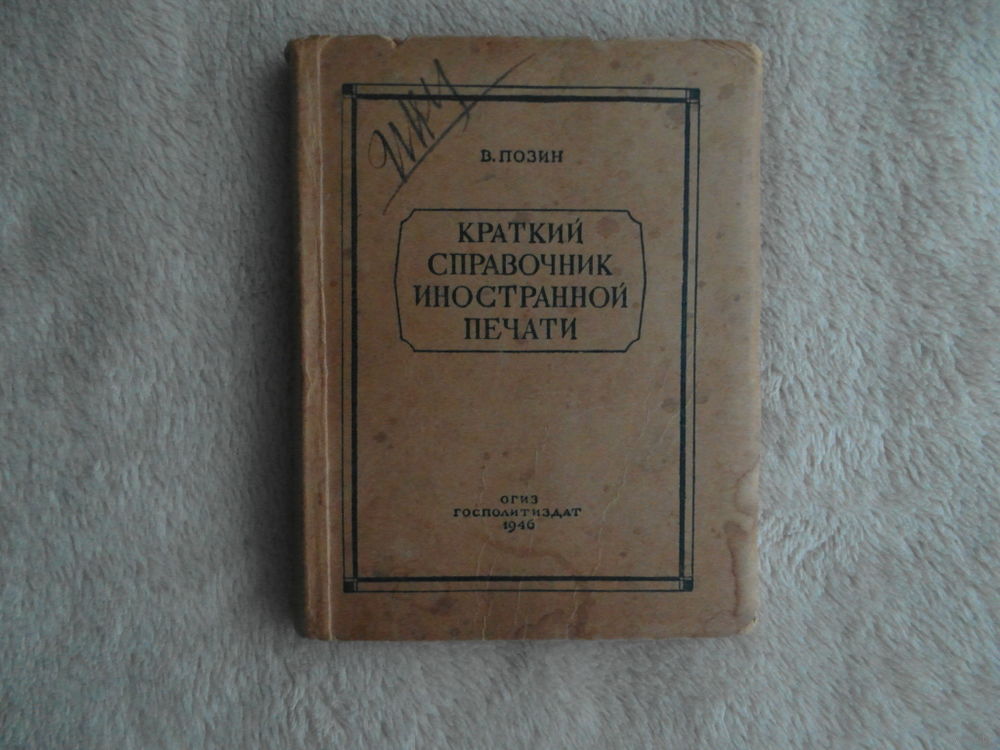 В. ПОЗИН
КРАТКИЙ
СПРАВОЧНИК
ИНОСТРАННОЙ
ПЕЧАТИ
ОГИЗ
ГОСПОЛИТИЗДАТ
1946